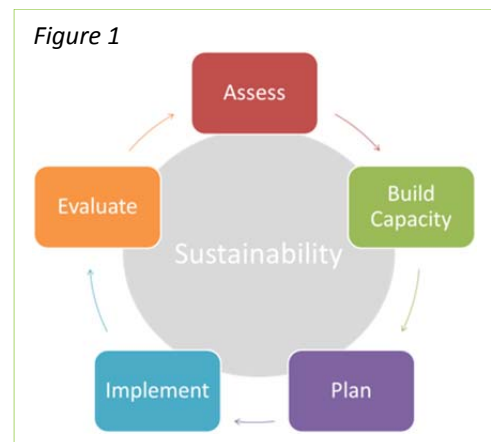 Figure 1
Assess
Build
Capacity
Evaluate
Sustainability
Implement
Plan